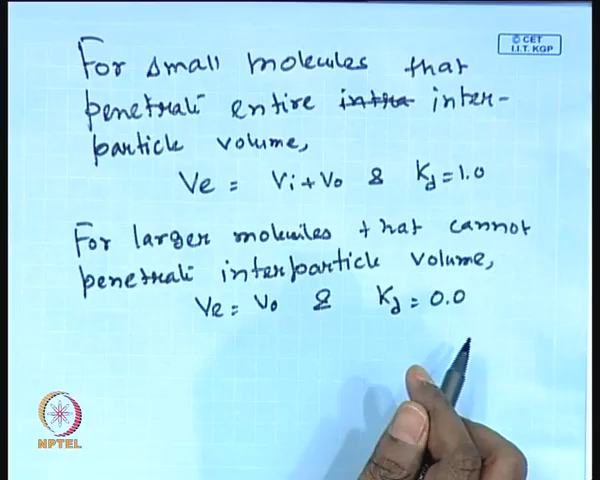 © CET
I.I.T. KGP
For small molecules that
penetrate entire intra inter-
particle volume,
Ve = Vi + Vo & Kd = 1.0
For larger molecules that cannot
penetrate interparticle volume,
Ve = Vo & Kd = 0.0
NPTEL